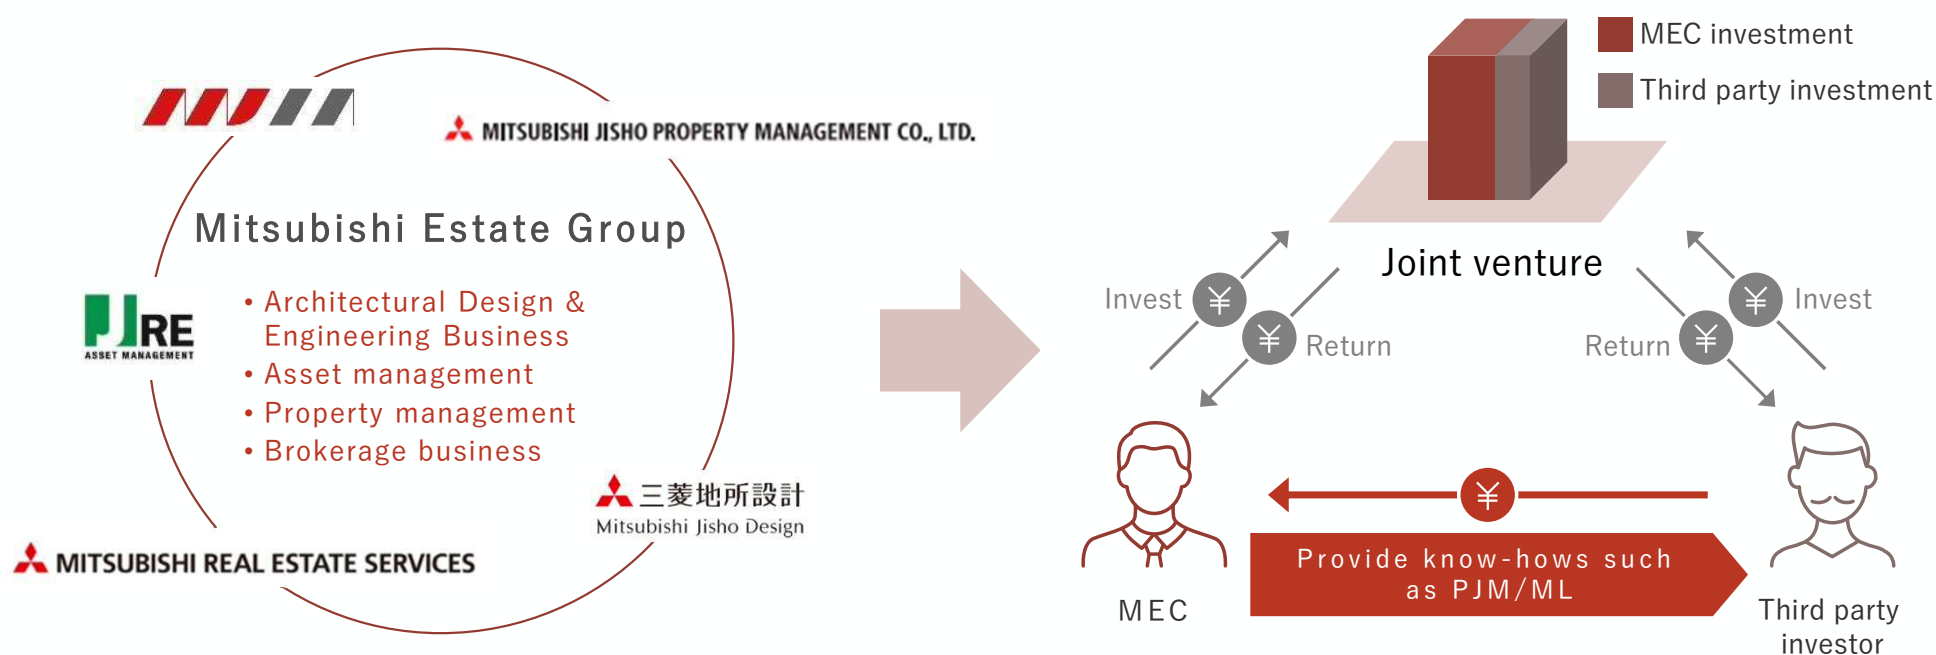 MJIA
MITSUBISHI JISHO PROPERTY MANAGEMENT CO., LTD.
Mitsubishi Estate Group
• Architectural Design &
Engineering Business
• Asset management
• Property management
• Brokerage business
RE
ASSET MANAGEMENT
三菱地所設計
Mitsubishi Jisho Design
MITSUBISHI REAL ESTATE SERVICES
MEC investment
Third party investment
Joint venture
Invest
¥
¥
Return
Return
¥
¥
Invest
¥
Provide know-hows such
as PJM/ML
MEC
Third party
investor